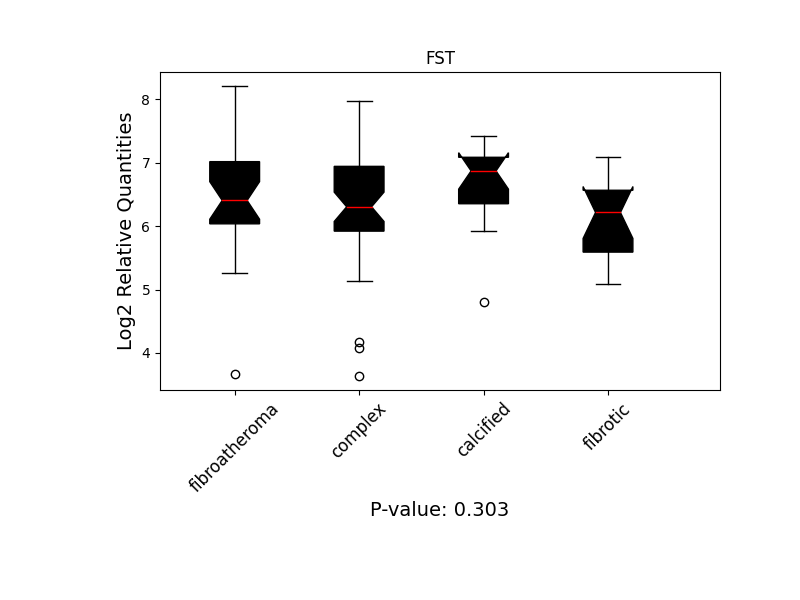 FST
Log2 Relative Quantities
8
7
6
5
4
fibroatheroma
complex
calcified
fibrotic
P-value: 0.303